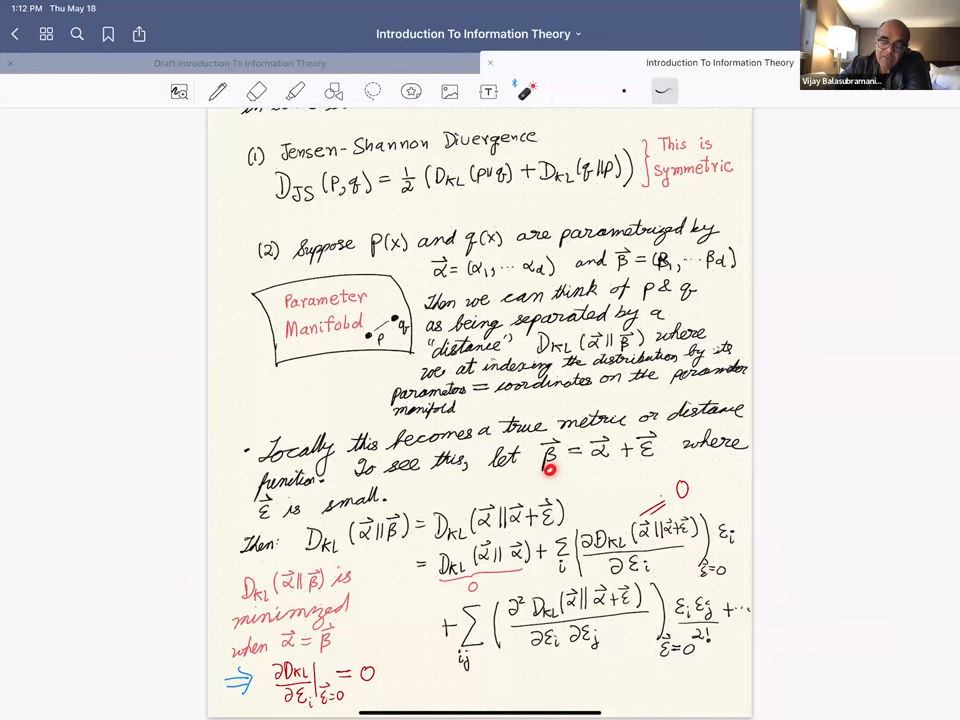 1:12 PM Thu May 18
Introduction To Information Theory
Draft Introduction To Information Theory
Introduction To Information Theory
Vijay Balasubramani...
(1) Jensen-Shannon Divergence
D_JS (p,q) = 1/2 (D_KL (p||q) + D_KL (q||p)) } This is symmetric
(2) Suppose p(x) and q(x) are parametrized by
α⃗ = (α₁, ⋯ α_d) and β⃗ = (β₁, ⋯ β_d)
Parameter
Manifold
p
q
Then we can think of p & q
as being separated by a
"distance" D_KL (α⃗ || β⃗) where
we at indexing the distribution by its
parameters = coordinates on the parameter
manifold
• Locally this becomes a true metric or distance
function. To see this, let β⃗ = α⃗ + ε⃗ where
ε⃗ is small.
Then: D_KL (α⃗ || β⃗) = D_KL (α⃗ || α⃗ + ε⃗)
= D_KL (α⃗ || α⃗) + Σ_i (∂D_KL (α⃗ || α⃗+ε⃗) / ∂ε_i)_{ε⃗=0} ε_i
0
0
+ Σ_ij (∂² D_KL (α⃗ || α⃗ + ε⃗) / ∂ε_i ∂ε_j)_{ε⃗=0} ε_i ε_j / 2! + ⋯
D_KL (α⃗ || β⃗) is
minimized
when α⃗ = β⃗
⇒ ∂D_KL / ∂ε_i |_{ε⃗=0} = 0